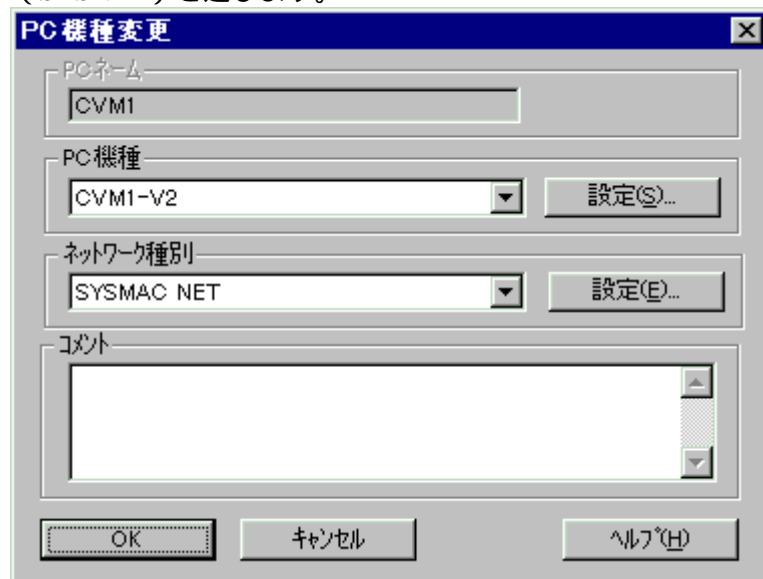 PC機種変更
PCネーム
CVM1
PC機種
CVM1-V2
設定(S)...
ネットワーク種別
SYSMAC NET
設定(E)...
コメント
OK
キャンセル
ヘルプ(H)